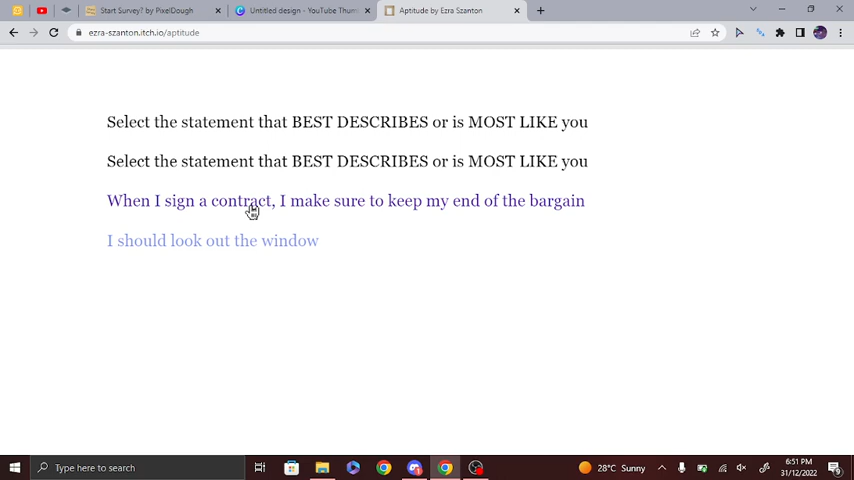 Start Survey? by PixelDough
Untitled design - YouTube Thum
Aptitude by Ezra Szanton
ezra-szanton.itch.io/aptitude
Select the statement that BEST DESCRIBES or is MOST LIKE you
Select the statement that BEST DESCRIBES or is MOST LIKE you
When I sign a contract, I make sure to keep my end of the bargain
I should look out the window
Type here to search
28°C Sunny
6:51 PM
31/12/2022